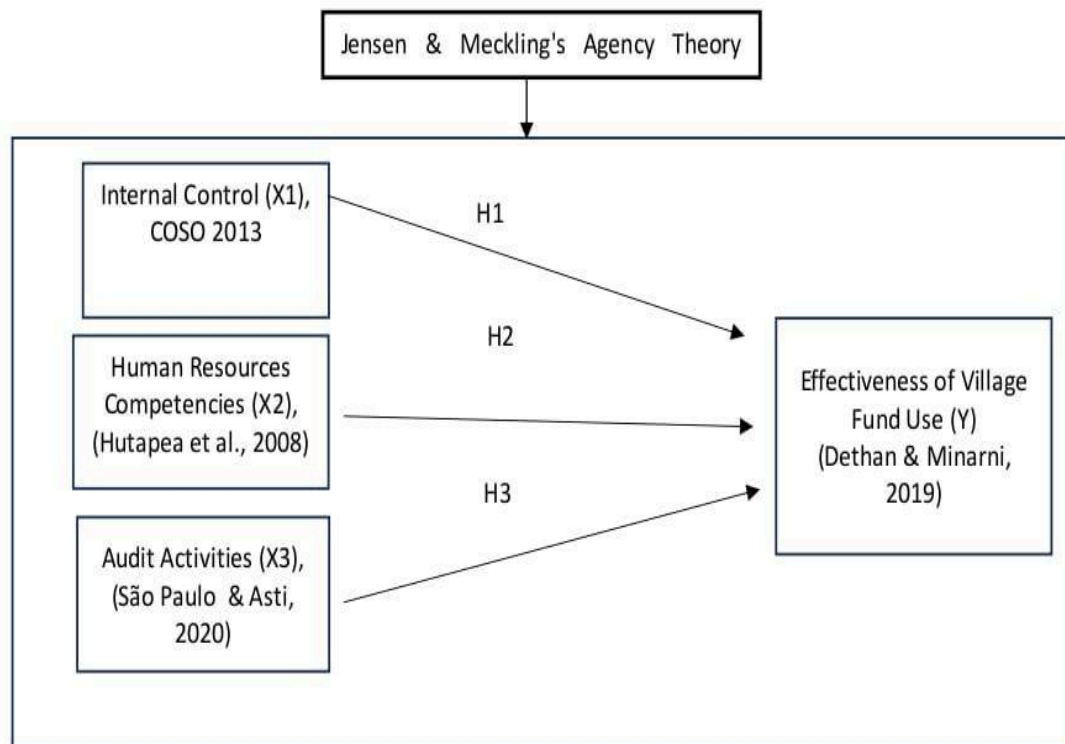 Jensen & Meckling's Agency Theory
Internal Control (X1),
COSO 2013
H1
H2
Human Resources
Competencies (X2),
(Hutapea et al., 2008)
Effectiveness of Village
Fund Use (Y)
(Dethan & Minarni,
2019)
H3
Audit Activities (X3),
(São Paulo & Asti,
2020)